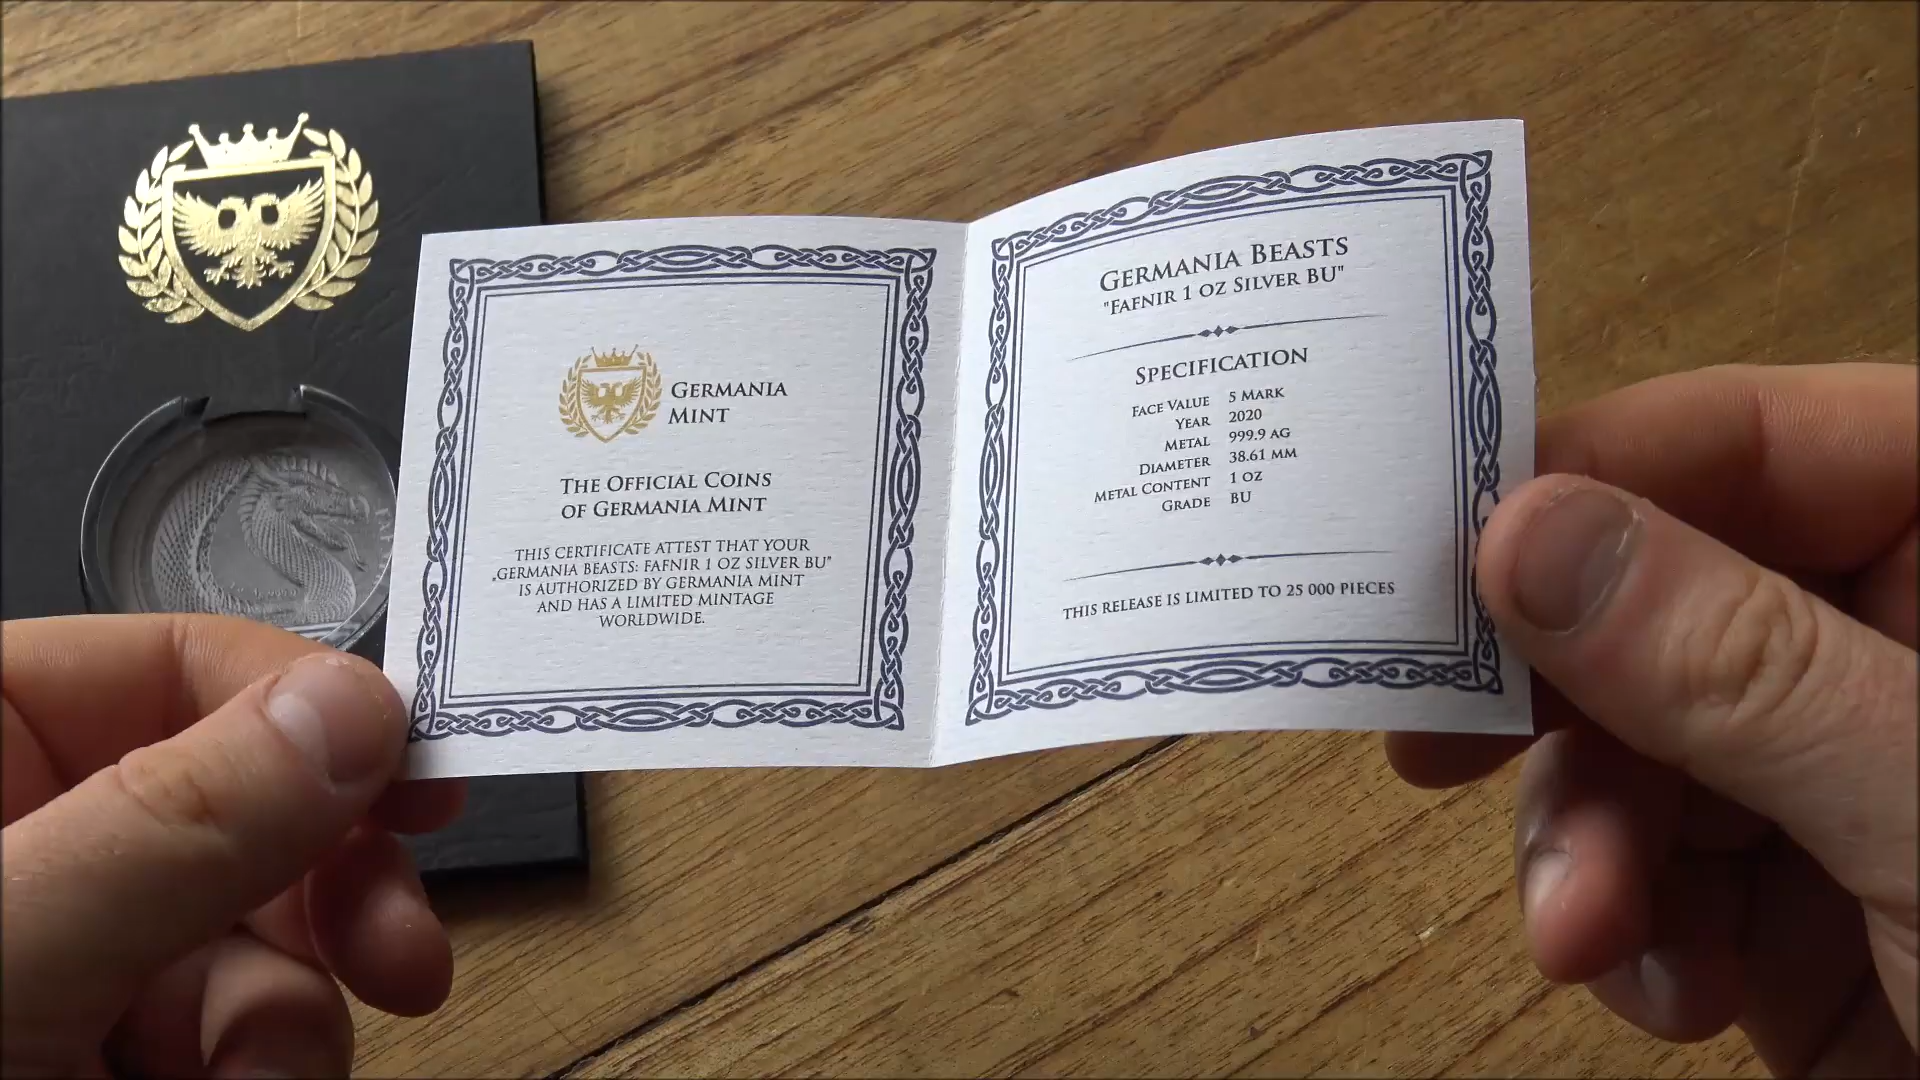 GERMANIA
MINT
THE OFFICIAL COINS
OF GERMANIA MINT
THIS CERTIFICATE ATTEST THAT YOUR
„GERMANIA BEASTS: FAFNIR 1 OZ SILVER BU"
IS AUTHORIZED BY GERMANIA MINT
AND HAS A LIMITED MINTAGE
WORLDWIDE.
GERMANIA BEASTS
"FAFNIR 1 OZ SILVER BU"
SPECIFICATION
FACE VALUE 5 MARK
YEAR 2020
METAL 999.9 AG
DIAMETER 38.61 MM
METAL CONTENT 1 OZ
GRADE BU
THIS RELEASE IS LIMITED TO 25 000 PIECES